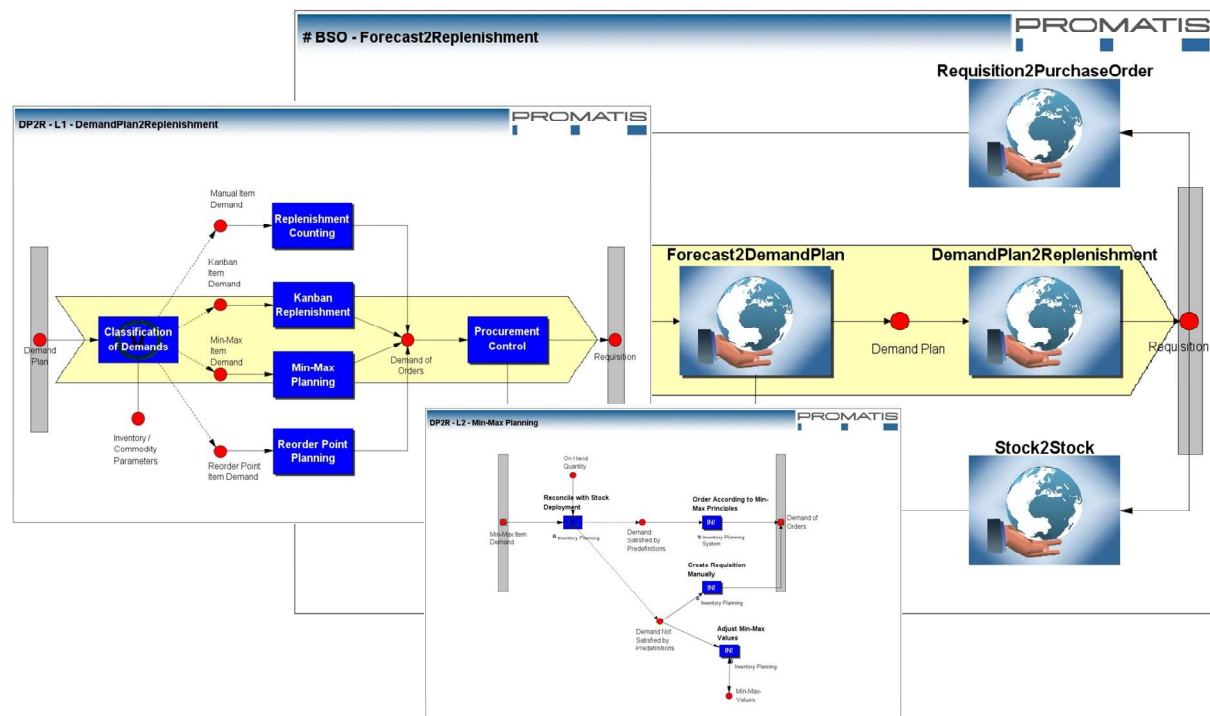 # BSO - Forecast2Replenishment
PROMATIS
Requisition2PurchaseOrder
Forecast2DemandPlan
DemandPlan2Replenishment
Demand Plan
Requisition
Stock2Stock
DP2R - L1 - DemandPlan2Replenishment
PROMATIS
Manual Item
Demand
Replenishment
Counting
Kanban
Item
Demand
Kanban
Replenishment
Classification
of Demands
Procurement
Control
Demand
Plan
Min-Max
Item
Demand
Demand of
Orders
Requisition
Min-Max
Planning
Inventory /
Commodity
Parameters
Reorder Point
Planning
Reorder Point
Item Demand
DP2R - L2 - Min-Max Planning
PROMATIS
On Hand
Quantity
Reconcile with Stock
Deployment
Order According to Min-
Max Principles
IN!
Demand of
Orders
Min-Max Item
Demand
Inventory Planning
Demand
Satisfied by
Predefinitions
Inventory Planning
System
Create Requisition
Manually
IN!
Inventory Planning
Demand Not
Satisfied by
Predefinitions
Adjust Min-Max
Values
IN!
Inventory Planning
Min-Max-
Values